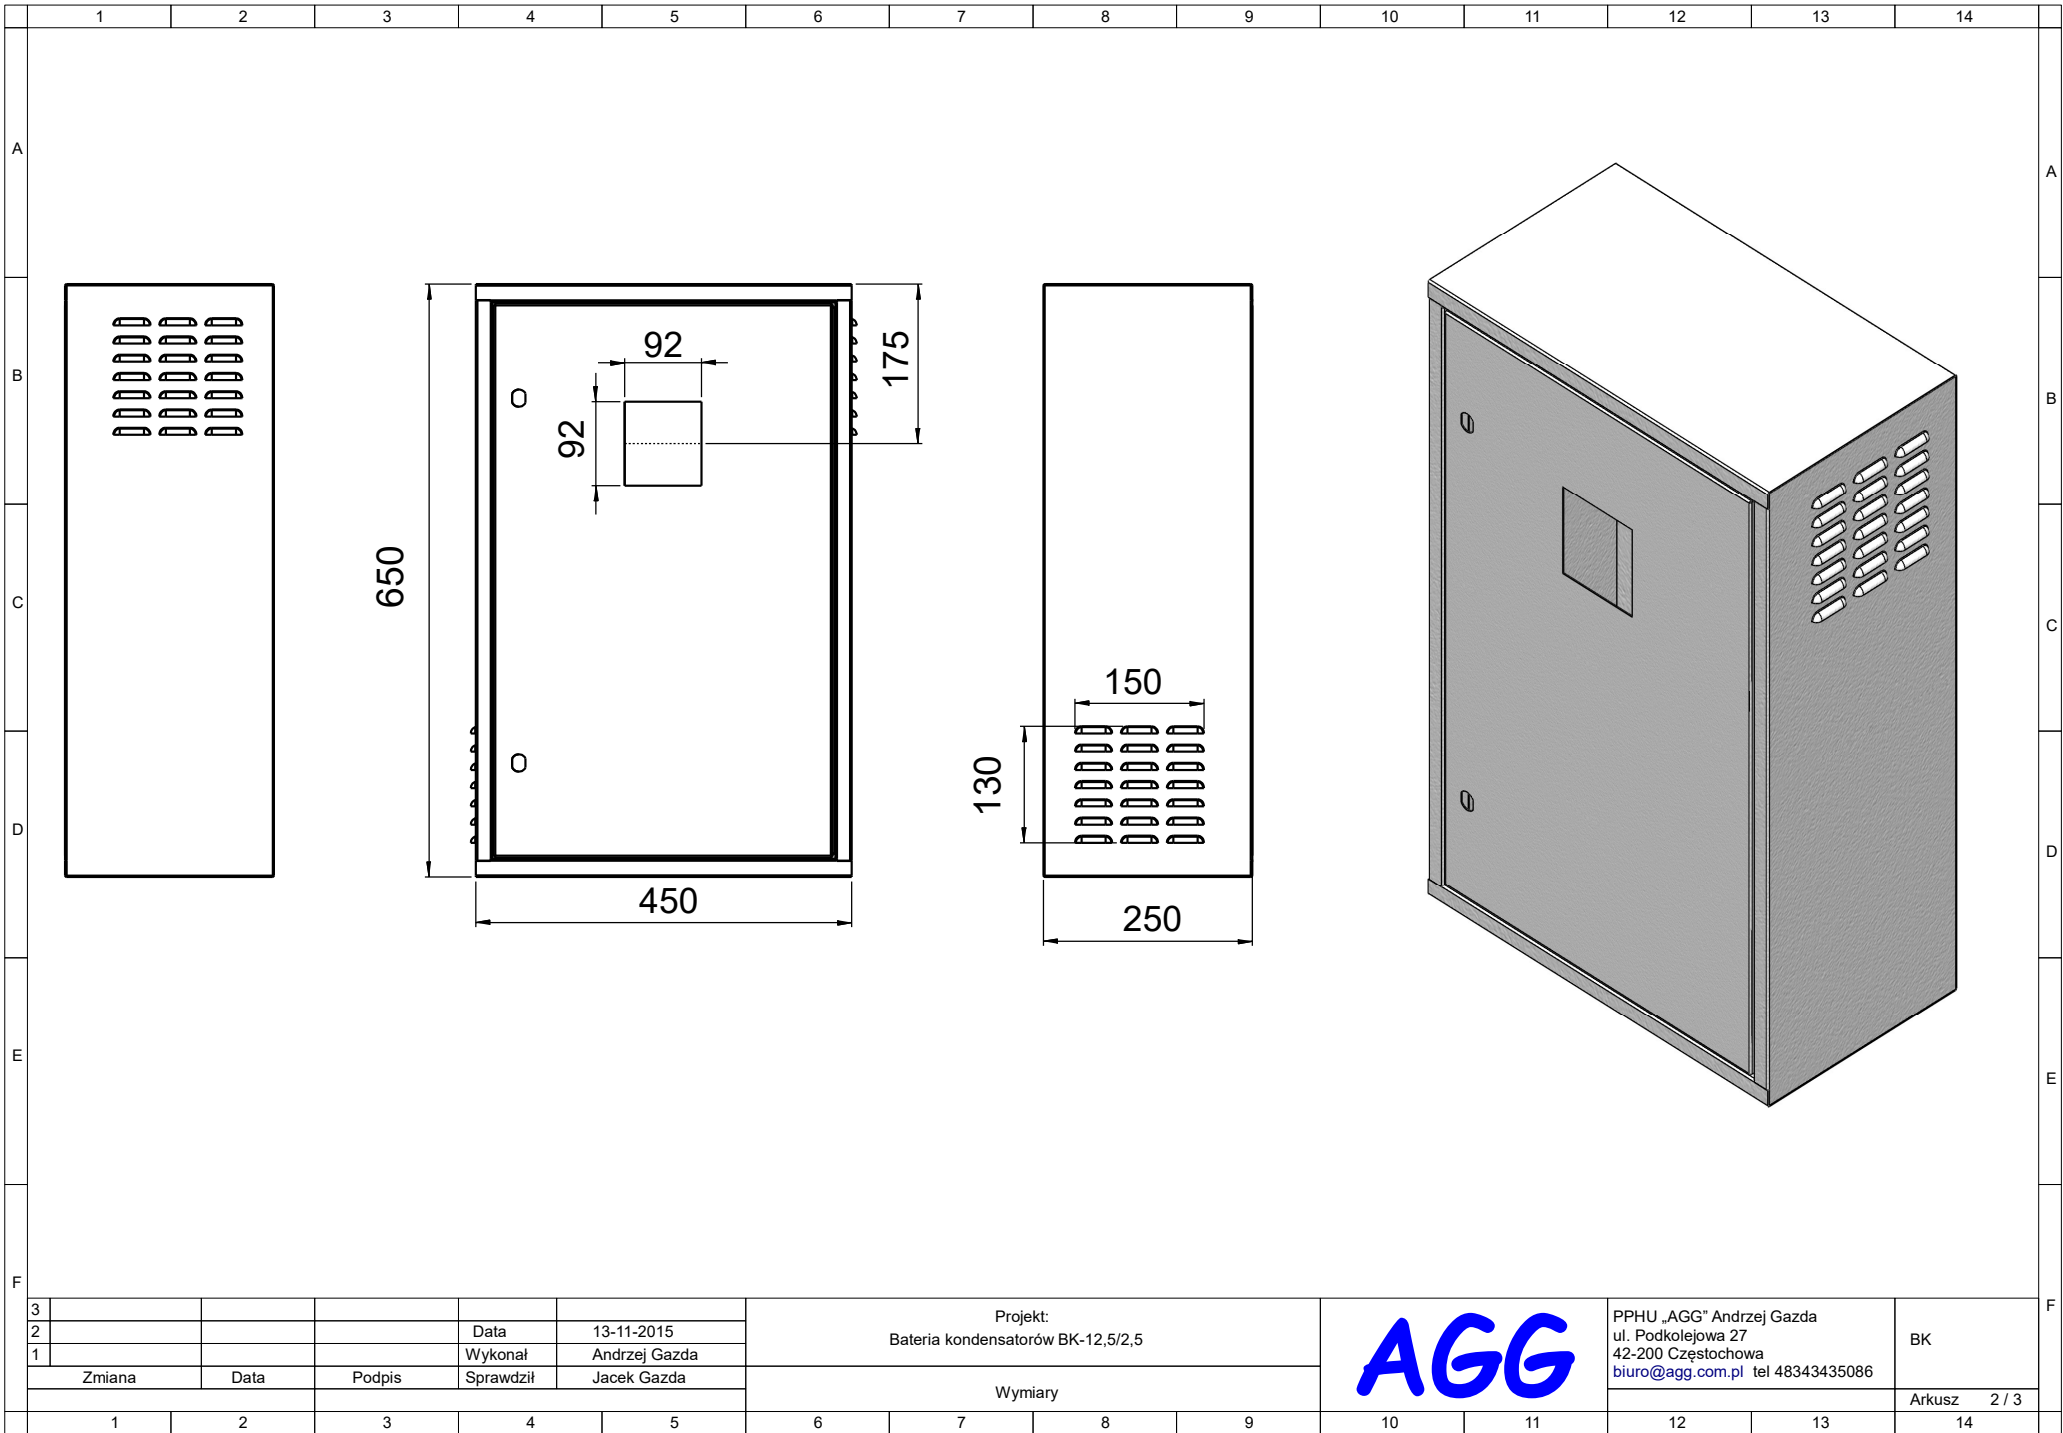 1 2 3 4 5 6 7 8 9 10 11 12 13 14
A
A
B
B
C
C
D
D
E
E
F
F
92
92
175
650
450
150
130
250
3
2 Data 13-11-2015
1 Wykonał Andrzej Gazda
Zmiana Data Podpis Sprawdził Jacek Gazda
Projekt:
Bateria kondensatorów BK-12,5/2,5
Wymiary
AGG
PPHU „AGG” Andrzej Gazda
ul. Podkolejowa 27
42-200 Częstochowa
biuro@agg.com.pl tel 48343435086
BK
Arkusz 2 / 3
1 2 3 4 5 6 7 8 9 10 11 12 13 14